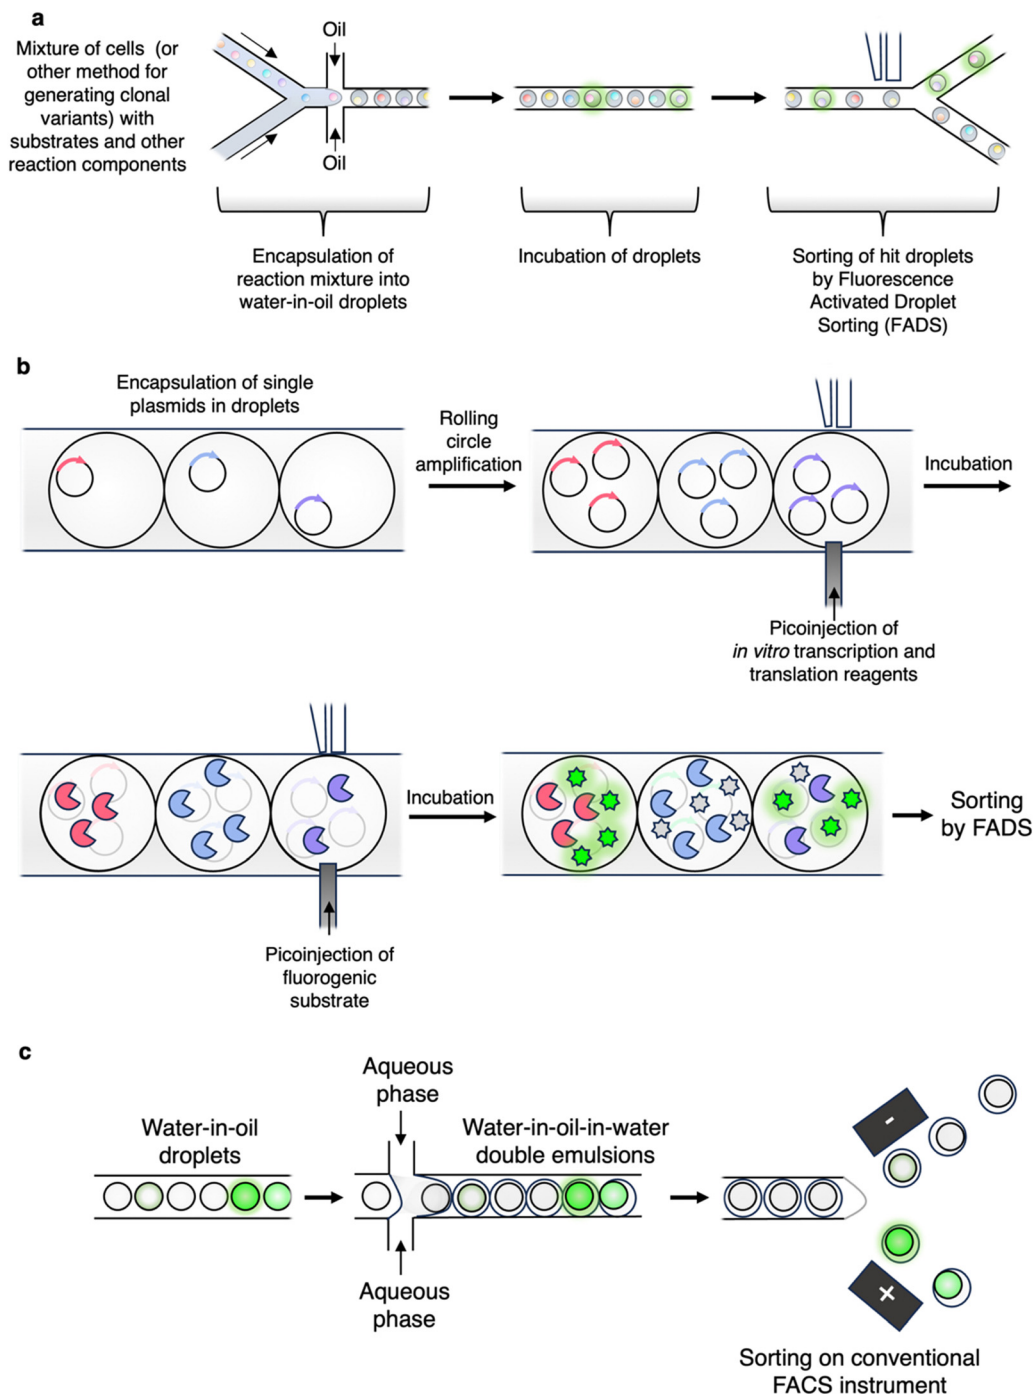 a
Mixture of cells (or
other method for
generating clonal
variants) with
substrates and other
reaction components
Oil
Oil
Encapsulation of
reaction mixture into
water-in-oil droplets
Incubation of droplets
Sorting of hit droplets
by Fluorescence
Activated Droplet
Sorting (FADS)
b
Encapsulation of single
plasmids in droplets
Rolling
circle
amplification
Incubation
Picoinjection of
in vitro transcription and
translation reagents
Incubation
Sorting
by FADS
Picoinjection of
fluorogenic
substrate
c
Water-in-oil
droplets
Aqueous
phase
Water-in-oil-in-water
double emulsions
Aqueous
phase
-
+
Sorting on conventional
FACS instrument